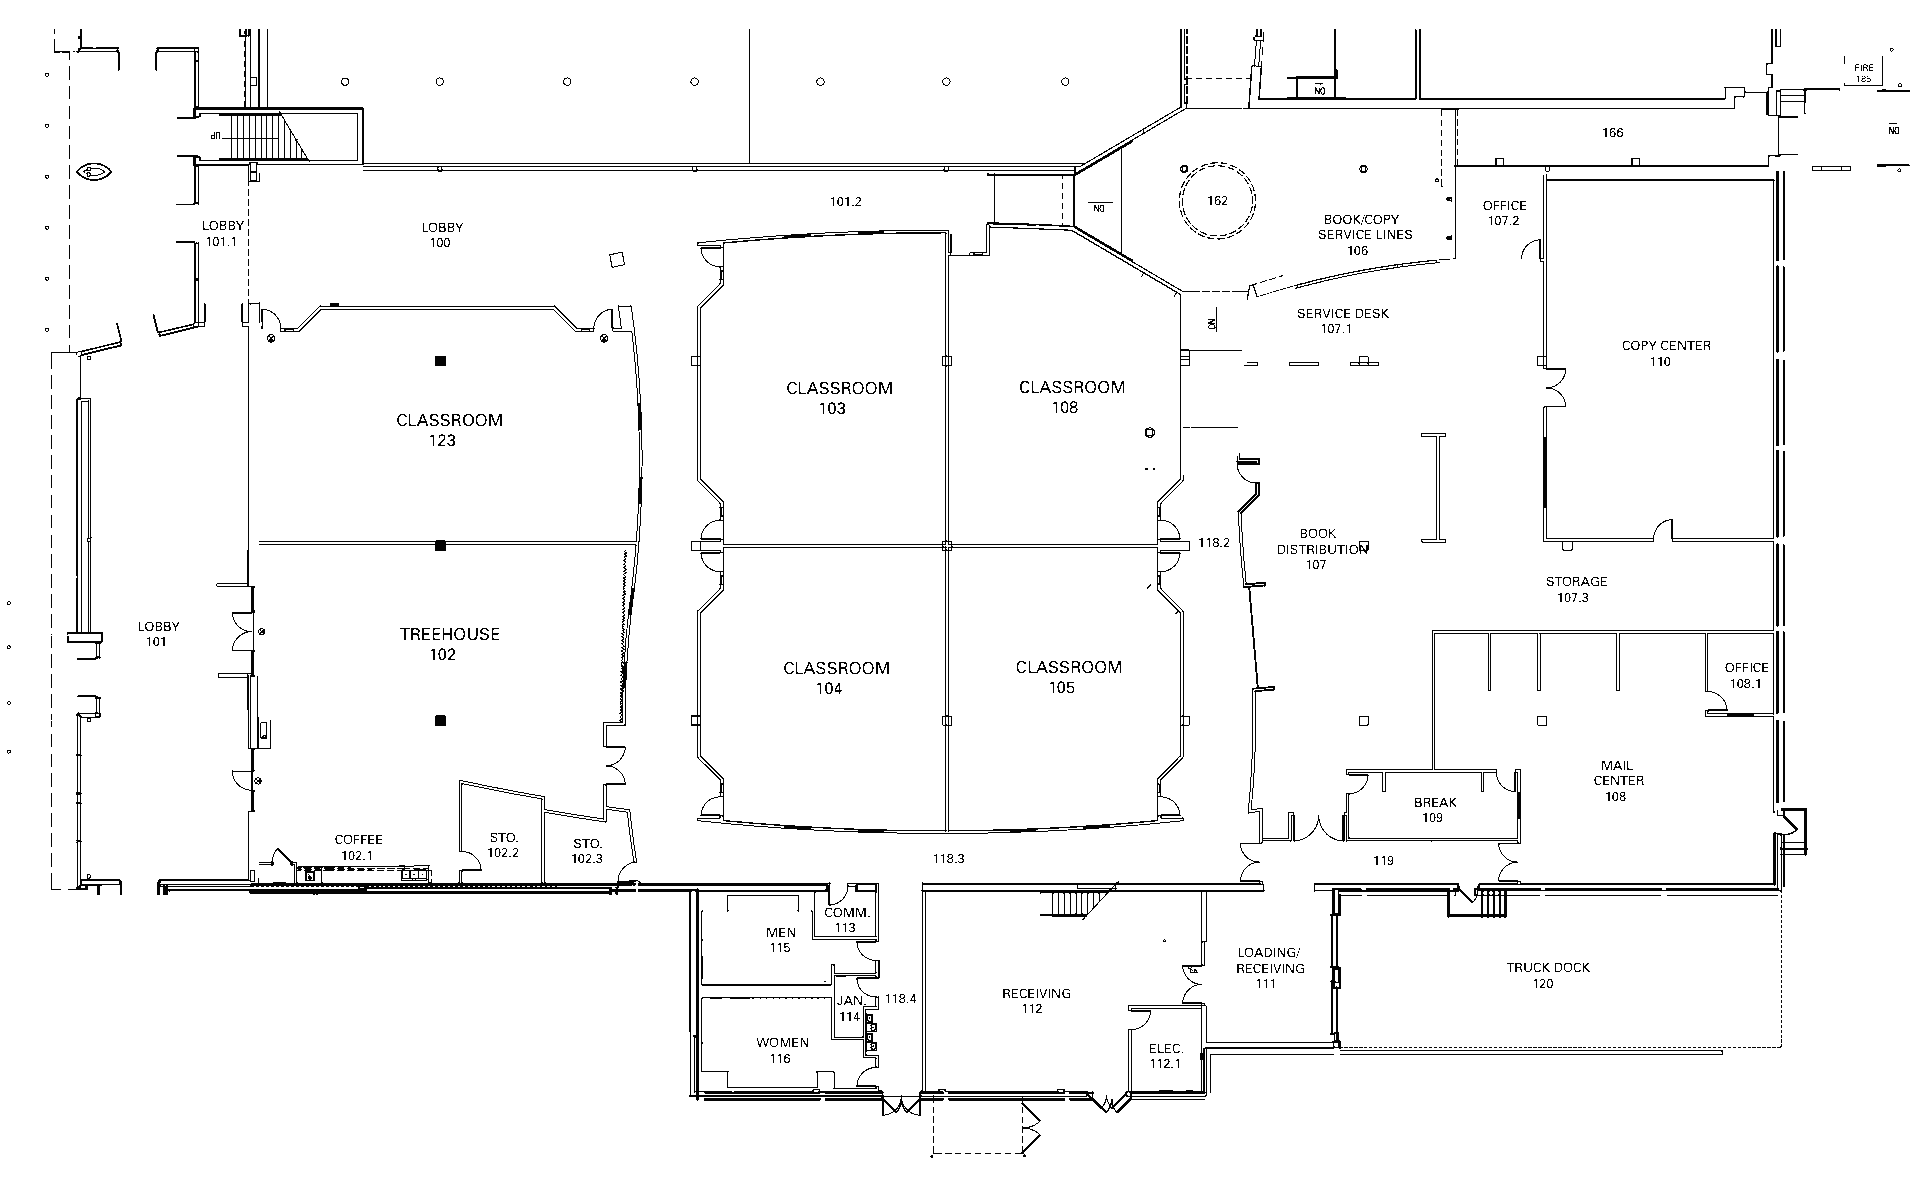 FIRE
185
DN
DN
UP
166
LOBBY
101.1
LOBBY
100
101.2
DN
162
BOOK/COPY
SERVICE LINES
106
OFFICE
107.2
DN
SERVICE DESK
107.1
COPY CENTER
110
CLASSROOM
123
CLASSROOM
103
CLASSROOM
108
118.2
BOOK
DISTRIBUTION
107
STORAGE
107.3
LOBBY
101
TREEHOUSE
102
CLASSROOM
104
CLASSROOM
105
OFFICE
108.1
MAIL
CENTER
108
BREAK
109
COFFEE
102.1
STO.
102.2
STO.
102.3
118.3
119
COMM.
113
MEN
115
JAN.
114
118.4
WOMEN
116
RECEIVING
112
ELEC.
112.1
LOADING/
RECEIVING
111
TRUCK DOCK
120